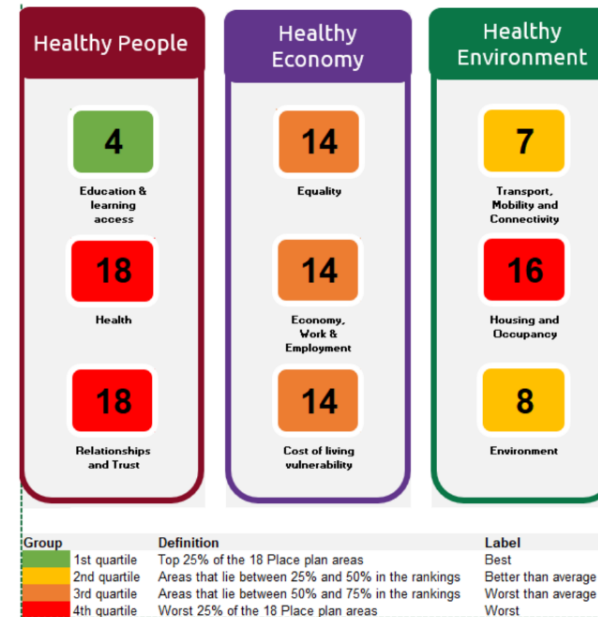 Healthy People
4
Education &
learning
access
18
Health
18
Relationships
and Trust
Healthy
Economy
14
Equality
14
Economy,
Work &
Employment
14
Cost of living
vulnerability
Healthy
Environment
7
Transport,
Mobility and
Connectivity
16
Housing and
Occupancy
8
Environment
Group Definition Label
1st quartile Top 25% of the 18 Place plan areas Best
2nd quartile Areas that lie between 25% and 50% in the rankings Better than average
3rd quartile Areas that lie between 50% and 75% in the rankings Worst than average
4th quartile Worst 25% of the 18 Place plan areas Worst